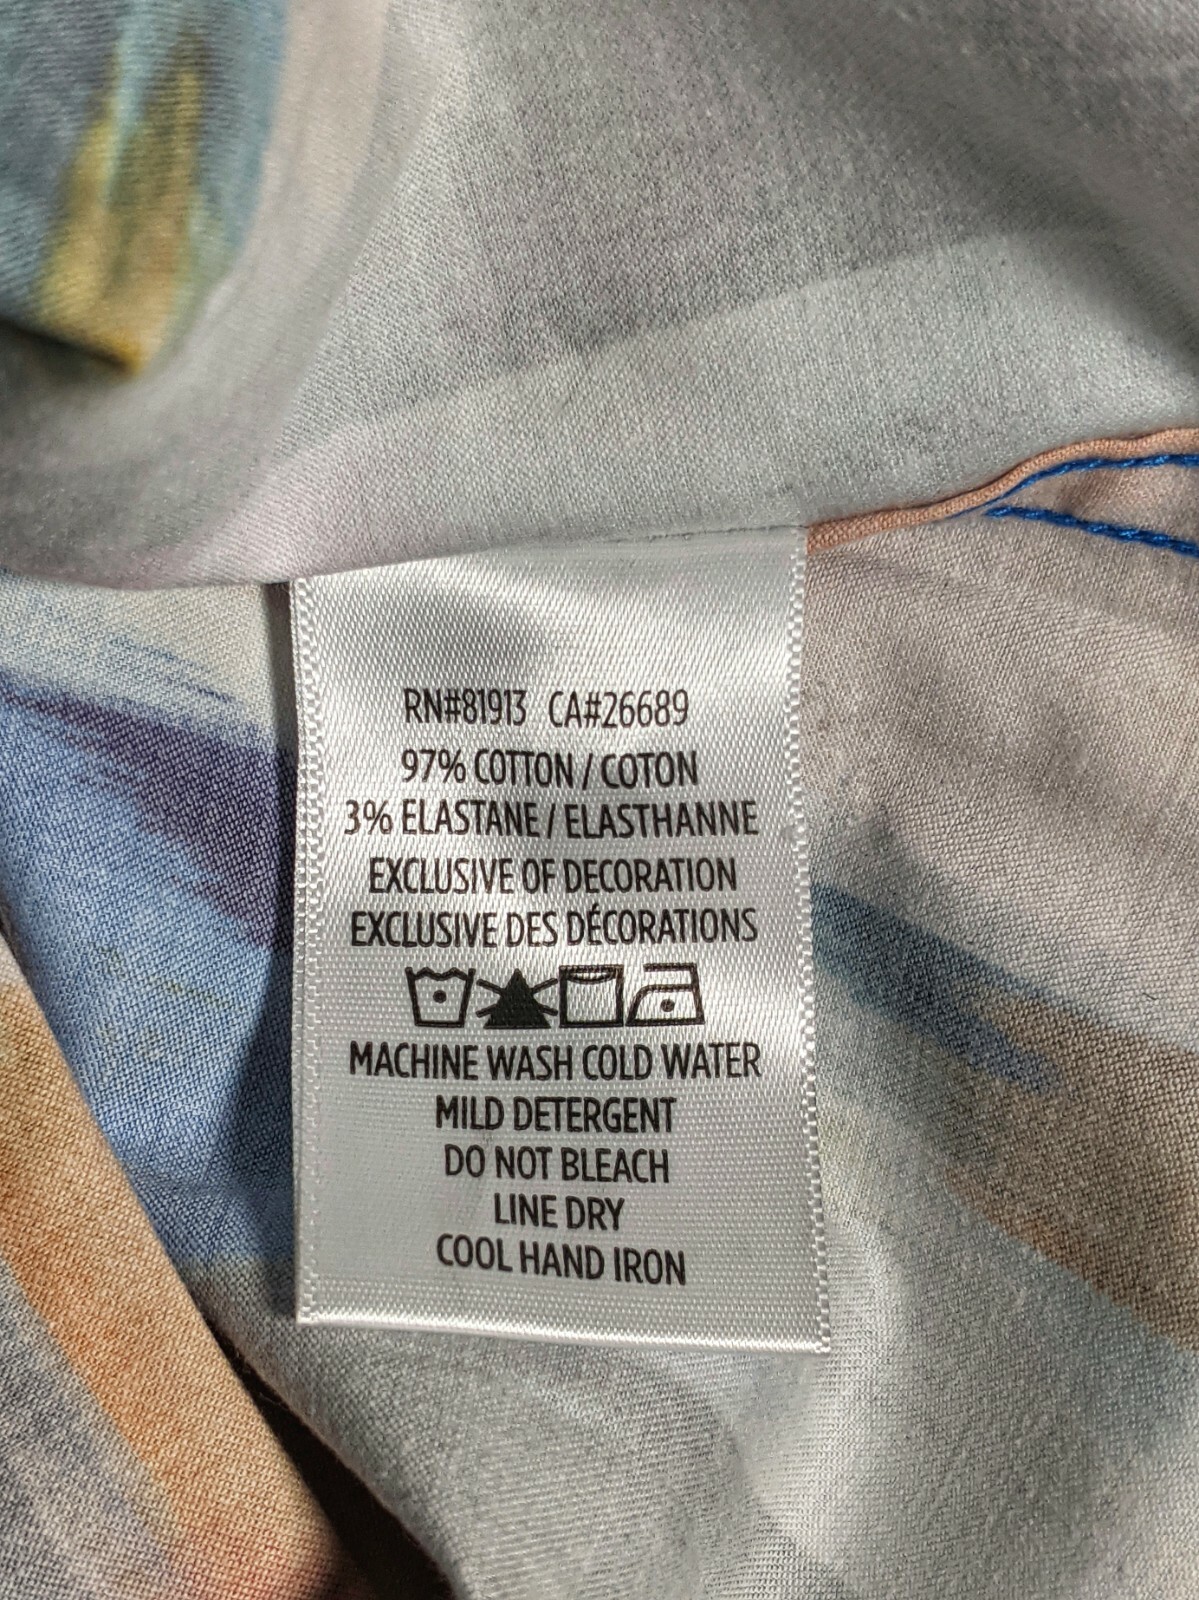 RN#81913 CA#26689
97% COTTON / COTON
3% ELASTANE / ELASTHANNE
EXCLUSIVE OF DECORATION
EXCLUSIVE DES DÉCORATIONS
MACHINE WASH COLD WATER
MILD DETERGENT
DO NOT BLEACH
LINE DRY
COOL HAND IRON